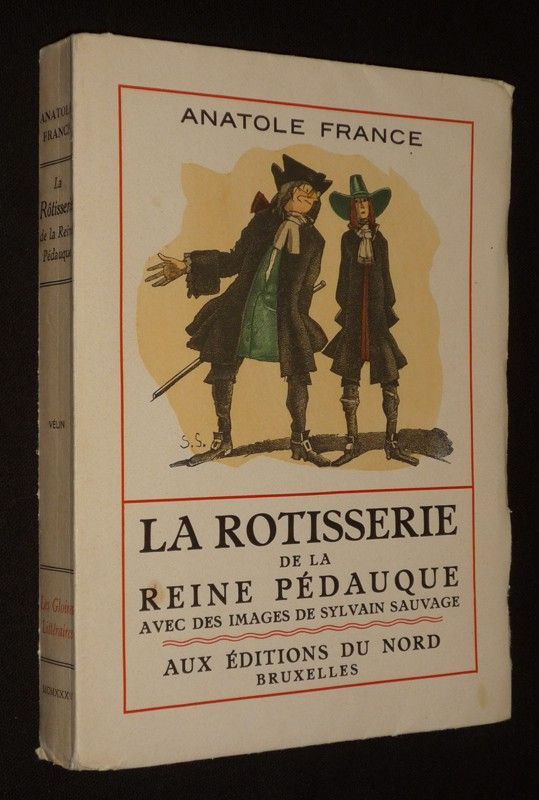 ANATOLE FRANCE
S.S.
LA ROTISSERIE
DE LA
REINE PÉDAUQUE
AVEC DES IMAGES DE SYLVAIN SAUVAGE
AUX ÉDITIONS DU NORD
BRUXELLES
ANATOLE
FRANCE
La
Rôtisserie
de la Reine
Pédauque
VÉLIN
Les Gloires
Littéraires